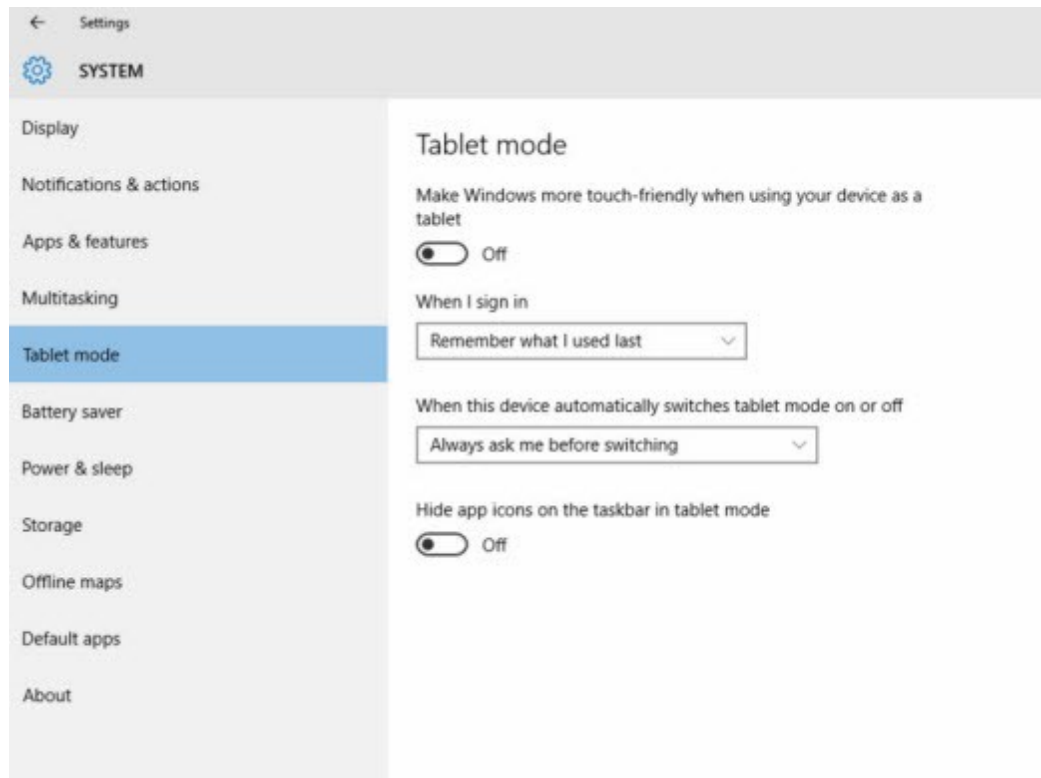 Settings
SYSTEM
Display
Notifications & actions
Apps & features
Multitasking
Tablet mode
Battery saver
Power & sleep
Storage
Offline maps
Default apps
About
Tablet mode
Make Windows more touch-friendly when using your device as a
tablet
Off
When I sign in
Remember what I used last
When this device automatically switches tablet mode on or off
Always ask me before switching
Hide app icons on the taskbar in tablet mode
Off